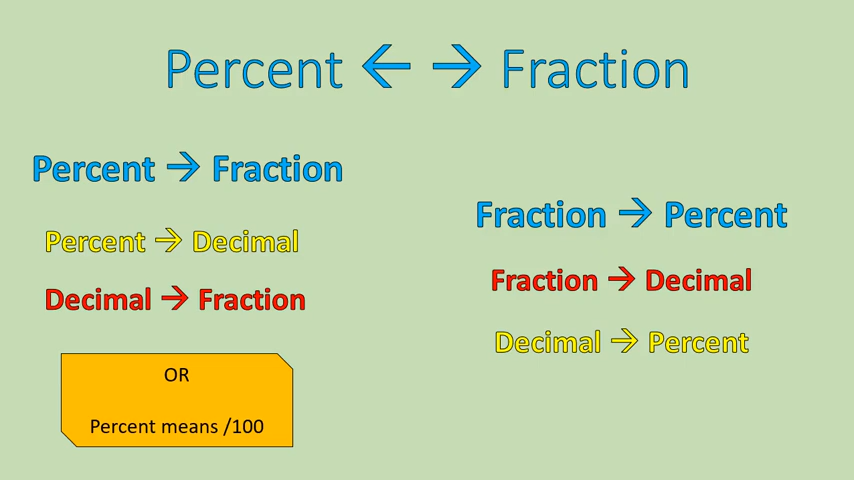 Percent ← → Fraction
Percent → Fraction
Percent → Decimal
Decimal → Fraction
OR
Percent means /100
Fraction → Percent
Fraction → Decimal
Decimal → Percent